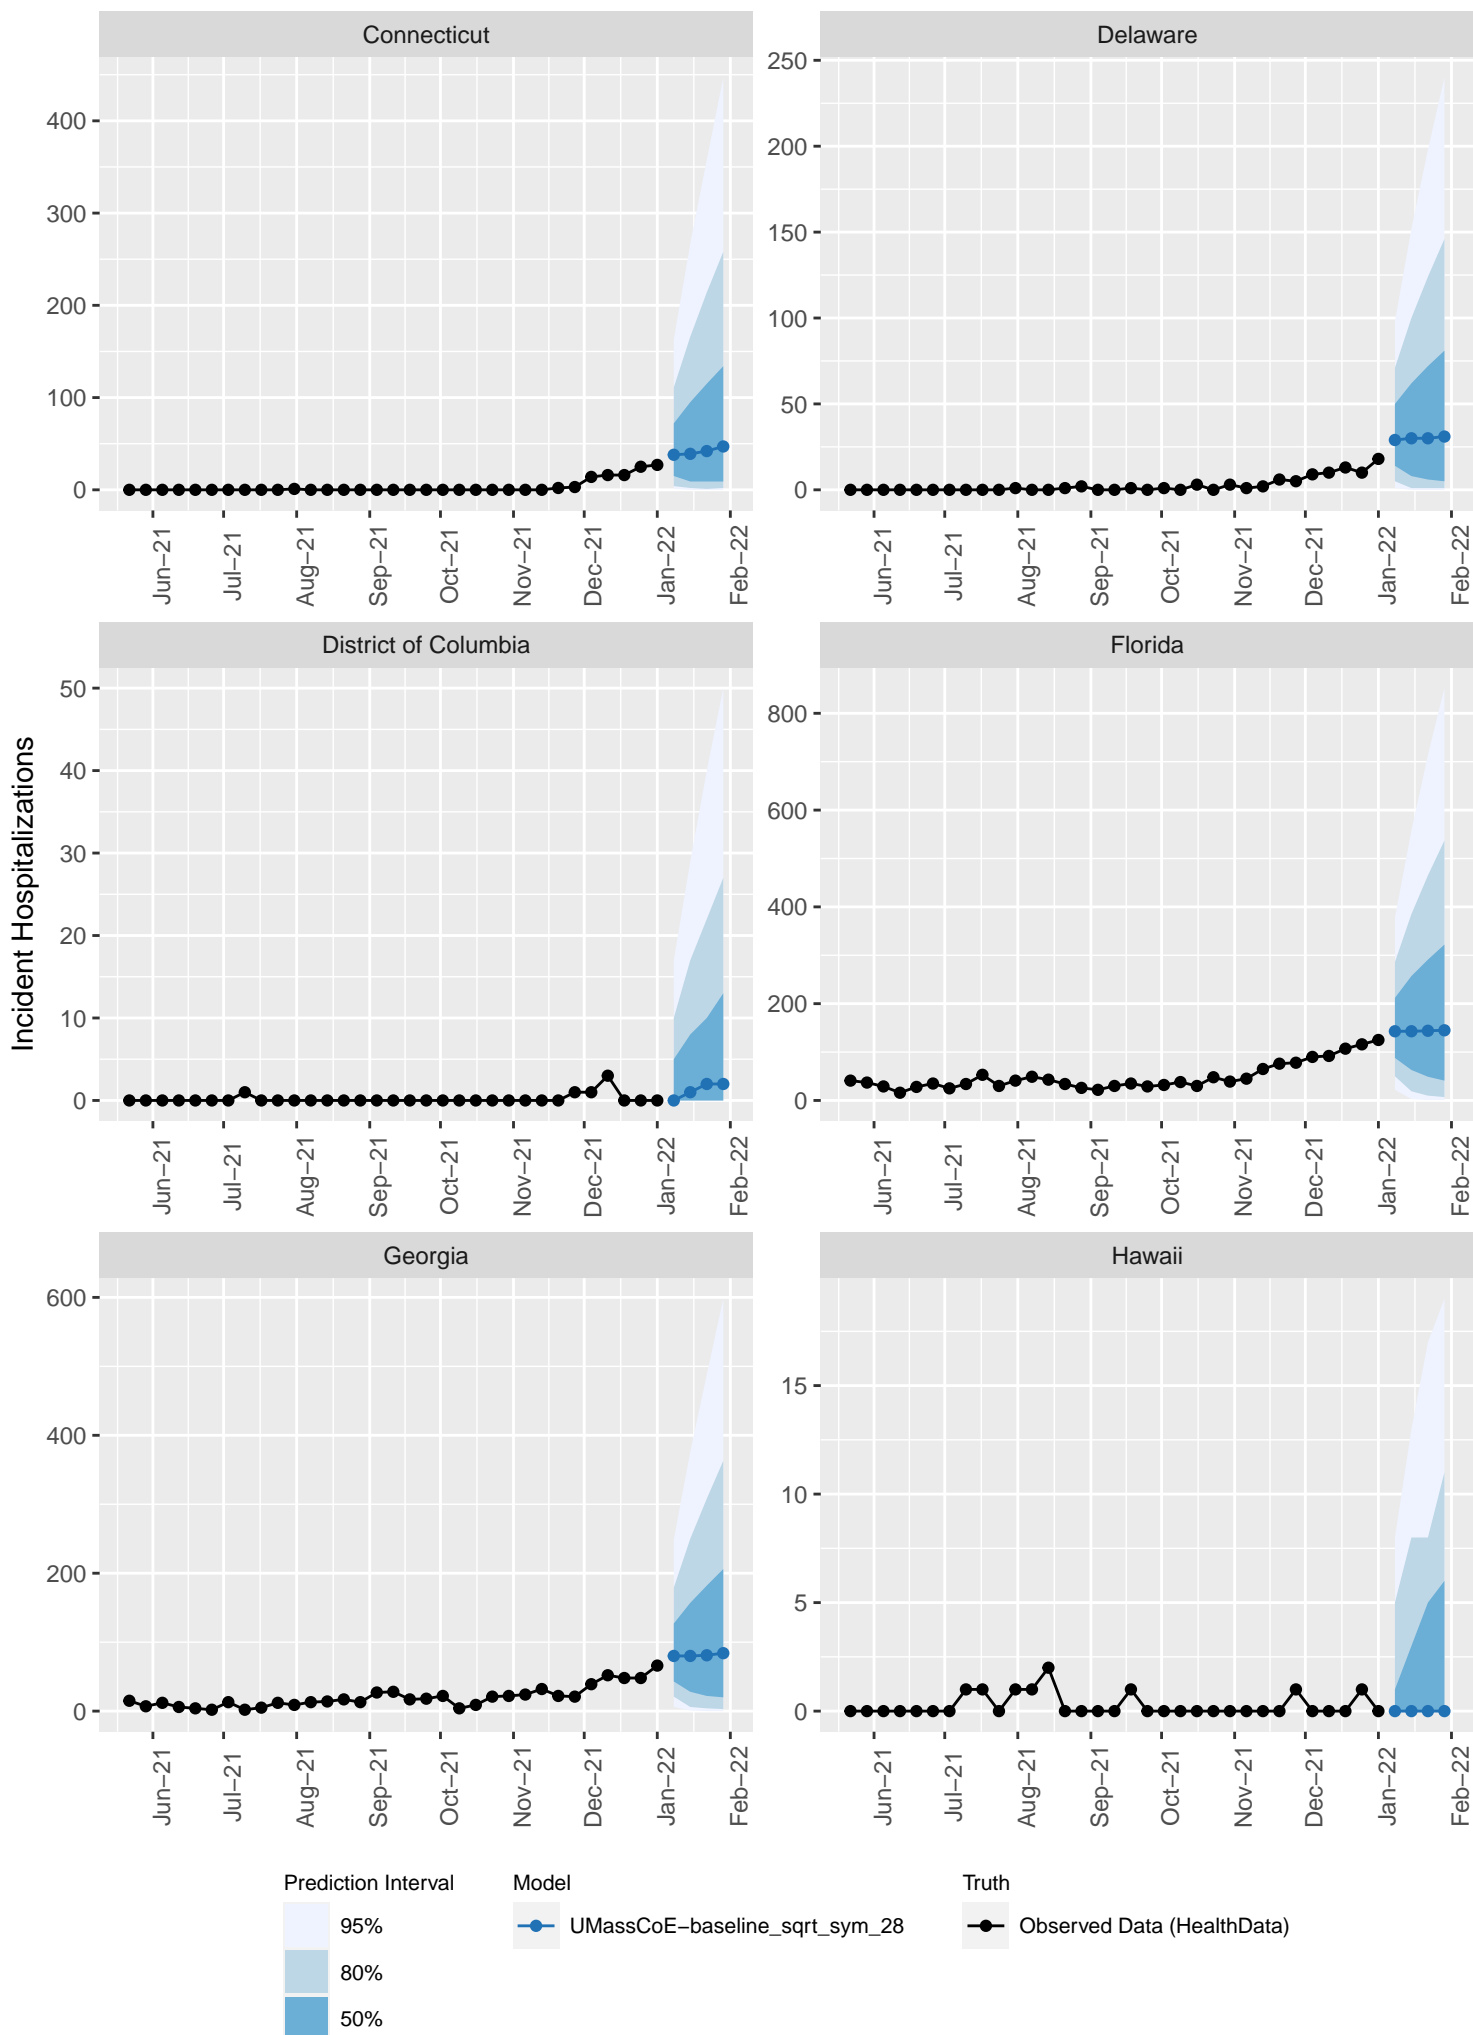 Connecticut
Delaware
400
300
200
100
0
250
200
150
100
50
0
Jun−21
Jul−21
Aug−21
Sep−21
Oct−21
Nov−21
Dec−21
Jan−22
Feb−22
Jun−21
Jul−21
Aug−21
Sep−21
Oct−21
Nov−21
Dec−21
Jan−22
Feb−22
Incident Hospitalizations
District of Columbia
Florida
50
40
30
20
10
0
800
600
400
200
0
Jun−21
Jul−21
Aug−21
Sep−21
Oct−21
Nov−21
Dec−21
Jan−22
Feb−22
Jun−21
Jul−21
Aug−21
Sep−21
Oct−21
Nov−21
Dec−21
Jan−22
Feb−22
Georgia
Hawaii
600
400
200
0
15
10
5
0
Jun−21
Jul−21
Aug−21
Sep−21
Oct−21
Nov−21
Dec−21
Jan−22
Feb−22
Jun−21
Jul−21
Aug−21
Sep−21
Oct−21
Nov−21
Dec−21
Jan−22
Feb−22
Prediction Interval
95%
80%
50%
Model
UMassCoE−baseline_sqrt_sym_28
Truth
Observed Data (HealthData)